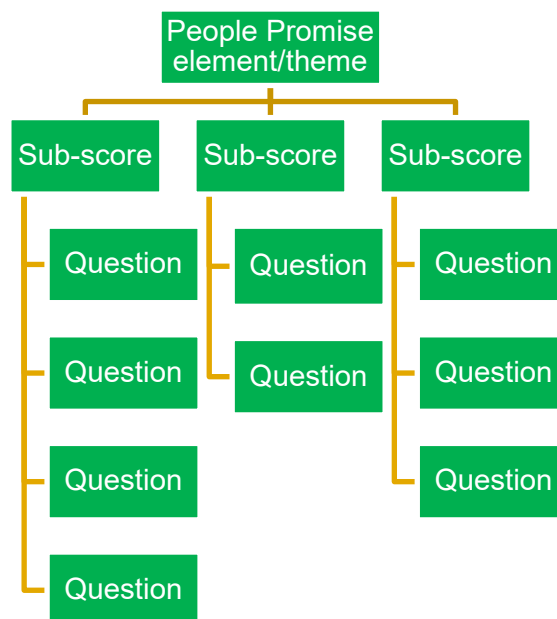 People Promise
element/theme
Sub-score
Sub-score
Sub-score
Question
Question
Question
Question
Question
Question
Question
Question
Question